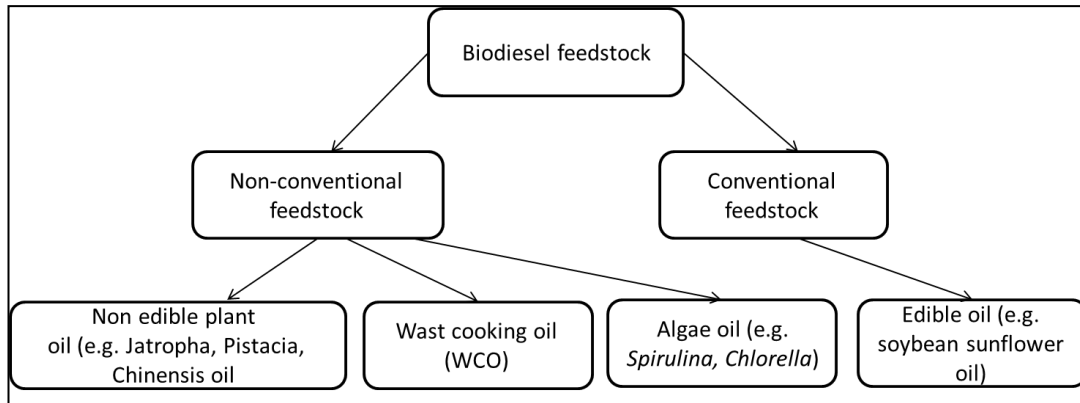 Biodiesel feedstock
Non-conventional
feedstock
Conventional
feedstock
Non edible plant
oil (e.g. Jatropha, Pistacia,
Chinensis oil
Wast cooking oil
(WCO)
Algae oil (e.g.
Spirulina, Chlorella)
Edible oil (e.g.
soybean sunflower
oil)